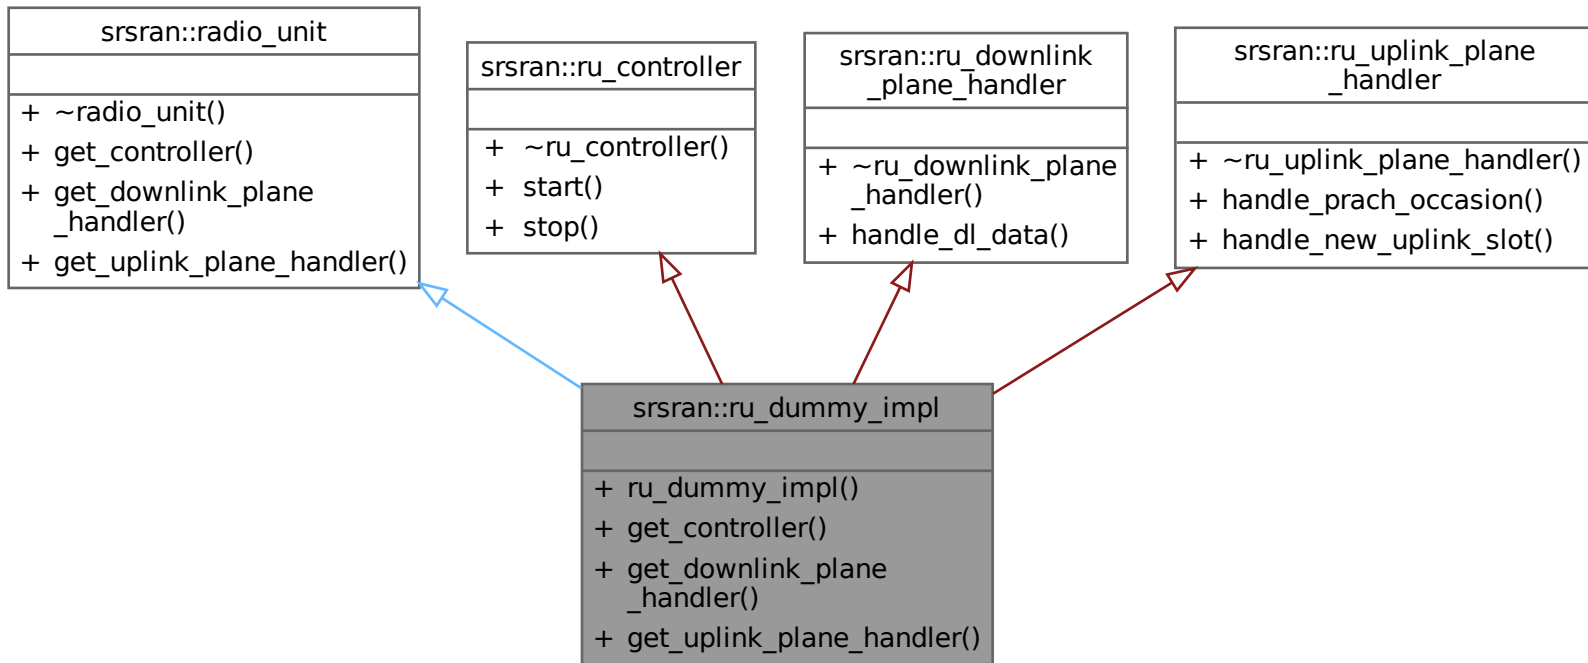 srsran::radio_unit
+ ~radio_unit()
+ get_controller()
+ get_downlink_plane
_handler()
+ get_uplink_plane_handler()
srsran::ru_controller
+ ~ru_controller()
+ start()
+ stop()
srsran::ru_downlink
_plane_handler
+ ~ru_downlink_plane
_handler()
+ handle_dl_data()
srsran::ru_uplink_plane
_handler
+ ~ru_uplink_plane_handler()
+ handle_prach_occasion()
+ handle_new_uplink_slot()
srsran::ru_dummy_impl
+ ru_dummy_impl()
+ get_controller()
+ get_downlink_plane
_handler()
+ get_uplink_plane_handler()